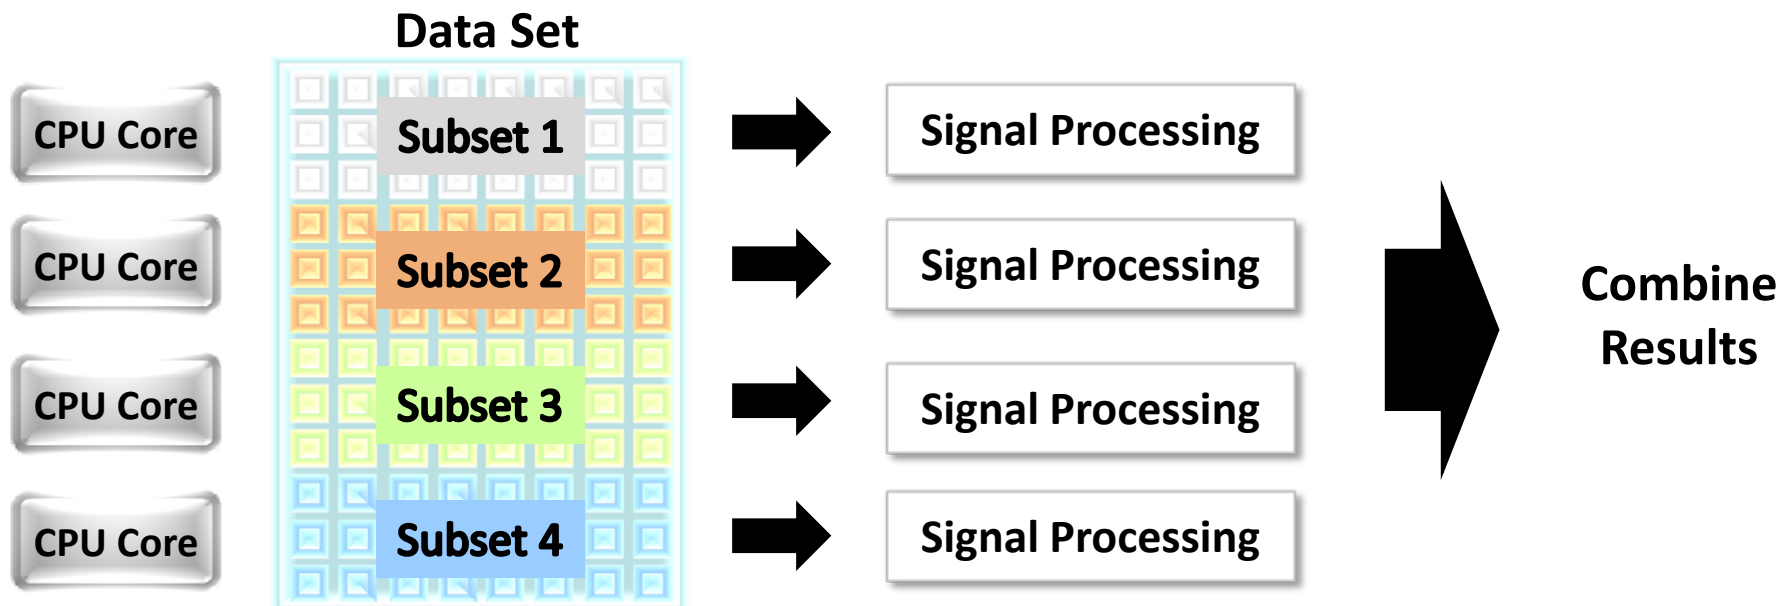 Data Set
CPU Core
Subset 1
Signal Processing
CPU Core
Subset 2
Signal Processing
Combine
Results
CPU Core
Subset 3
Signal Processing
CPU Core
Subset 4
Signal Processing